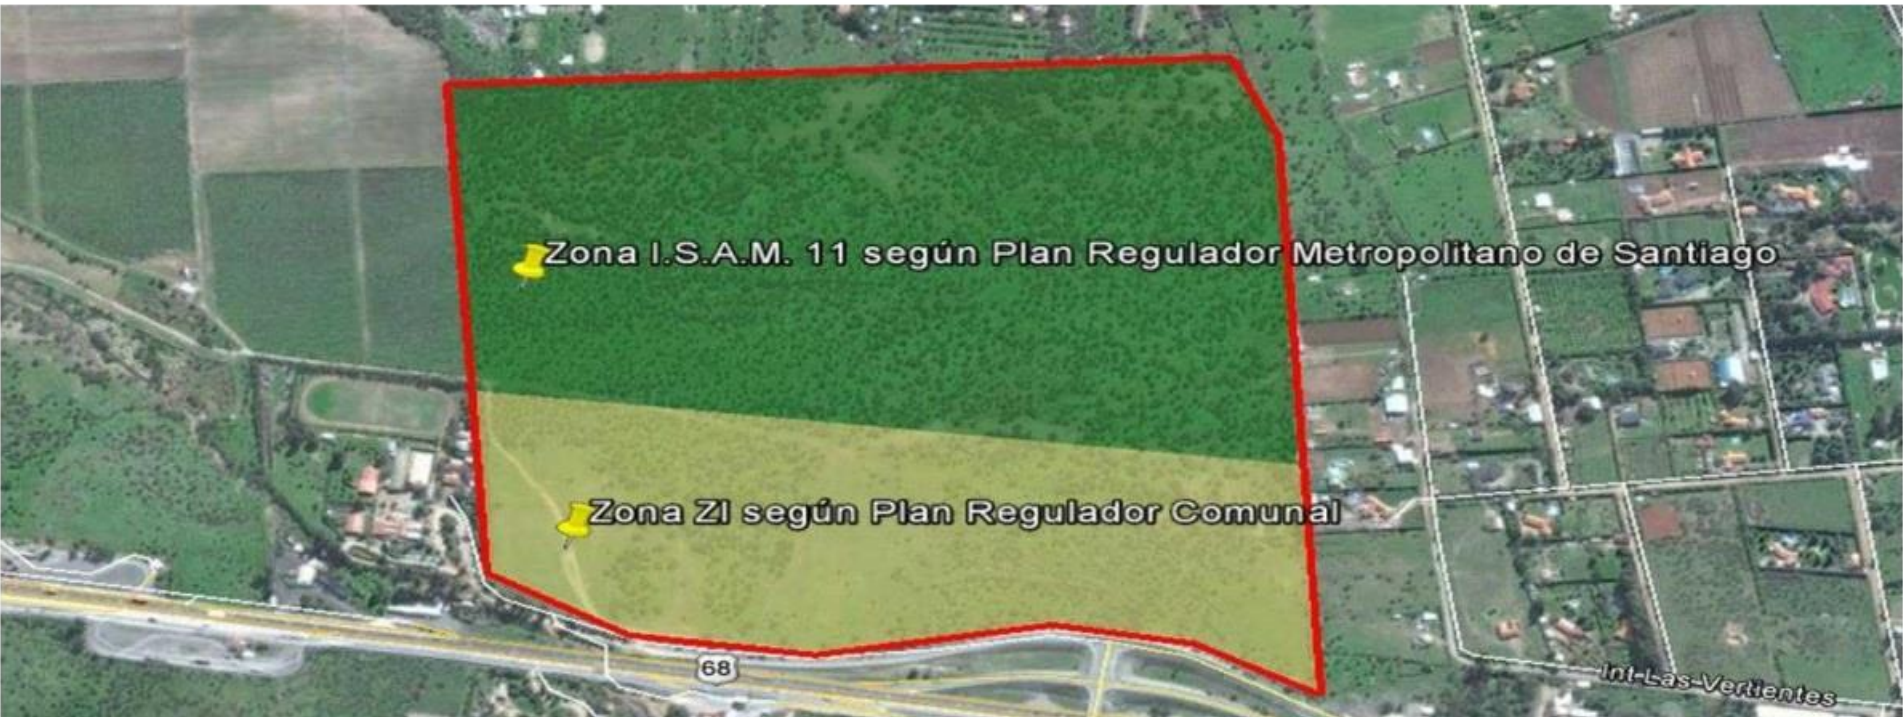 Zona I.S.A.M. 11 según Plan Regulador Metropolitano de Santiago
Zona ZI según Plan Regulador Comunal
68
Int Las Vertientes